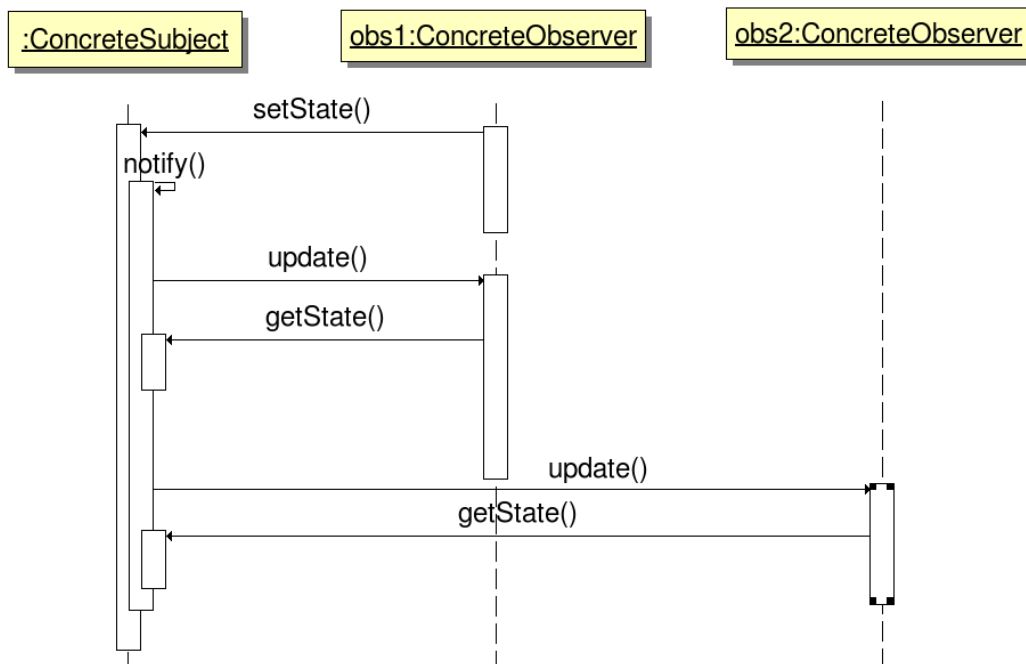 :ConcreteSubject
obs1:ConcreteObserver
obs2:ConcreteObserver
setState()
notify()
update()
getState()
update()
getState()